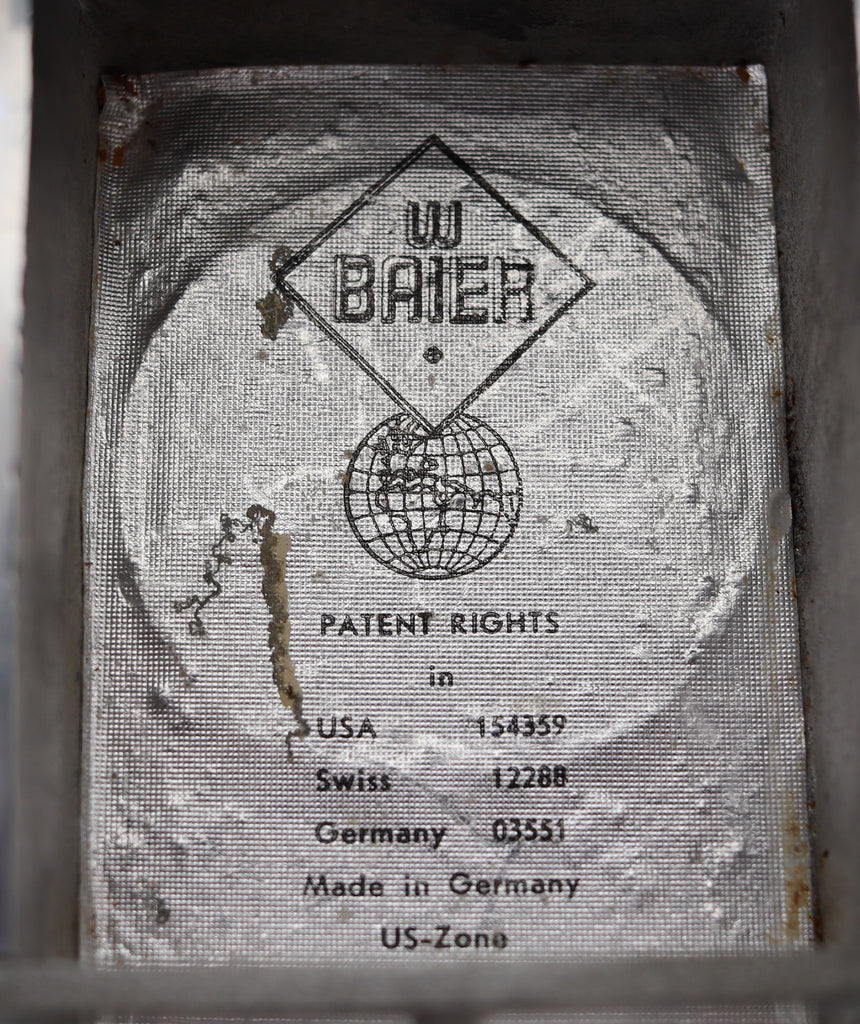 W
BAIER
PATENT RIGHTS
in
USA 154359
Swiss 12288
Germany 03551
Made in Germany
US-Zone